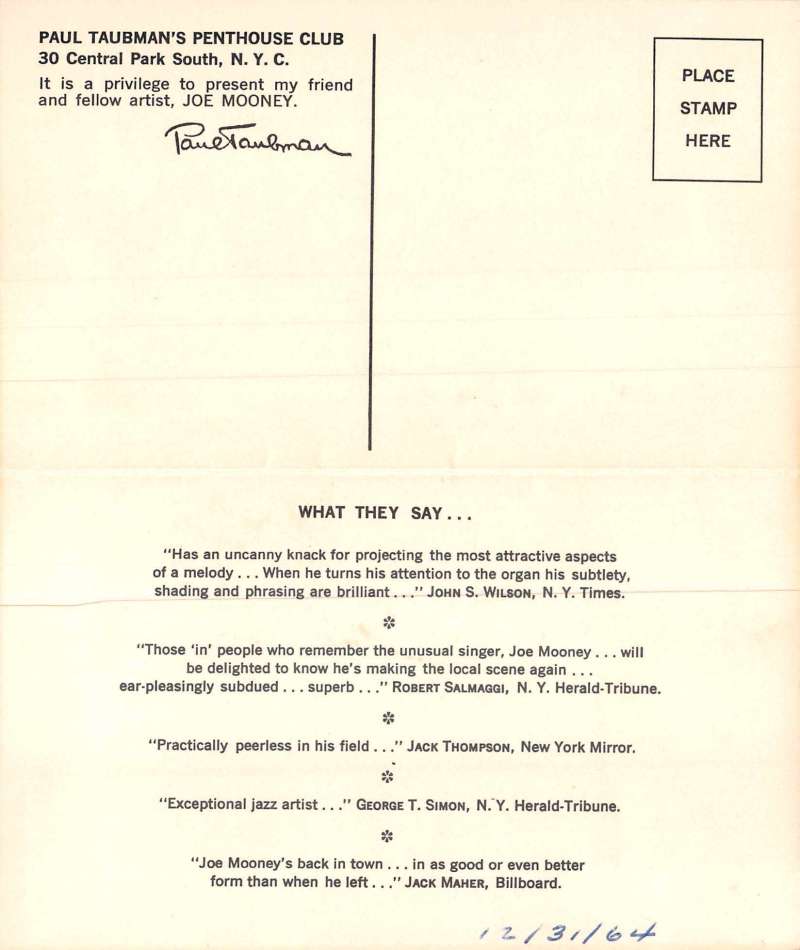 PAUL TAUBMAN'S PENTHOUSE CLUB
30 Central Park South, N. Y. C.
It is a privilege to present my friend
and fellow artist, JOE MOONEY.
Paul Taubman
PLACE
STAMP
HERE
WHAT THEY SAY...
"Has an uncanny knack for projecting the most attractive aspects
of a melody... When he turns his attention to the organ his subtlety,
shading and phrasing are brilliant..." JOHN S. WILSON, N. Y. Times.
"Those 'in' people who remember the unusual singer, Joe Mooney... will
be delighted to know he's making the local scene again...
ear-pleasingly subdued... superb..." ROBERT SALMAGGI, N. Y. Herald-Tribune.
"Practically peerless in his field..." JACK THOMPSON, New York Mirror.
"Exceptional jazz artist..." GEORGE T. SIMON, N. Y. Herald-Tribune.
"Joe Mooney's back in town... in as good or even better
form than when he left..." JACK MAHER, Billboard.
12/31/64